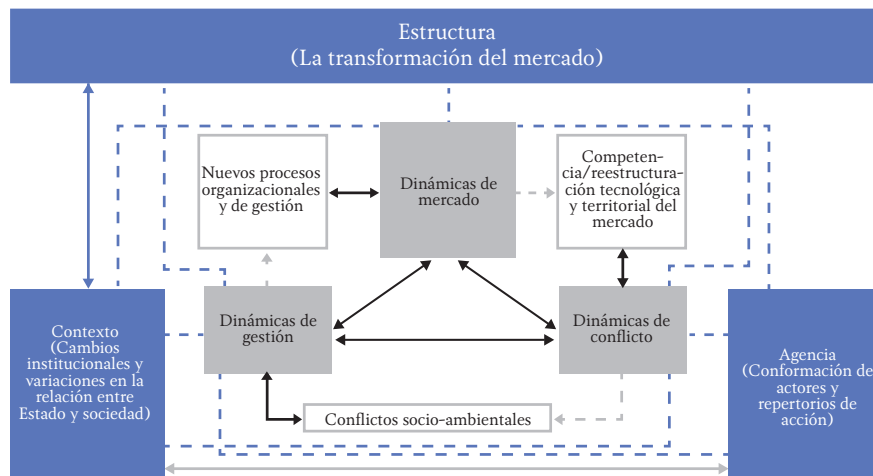 Estructura
(La transformación del mercado)
Nuevos procesos
organizacionales
y de gestión
Dinámicas de
mercado
Competen-
cia/reestructu-
ración tecnológica
y territorial del
mercado
Contexto
(Cambios
institucionales y
variaciones en la
relación entre
Estado y sociedad)
Dinámicas de
gestión
Dinámicas de
conflicto
Agencia
(Conformación de
actores y
repertorios de
acción)
Conflictos socio-ambientales